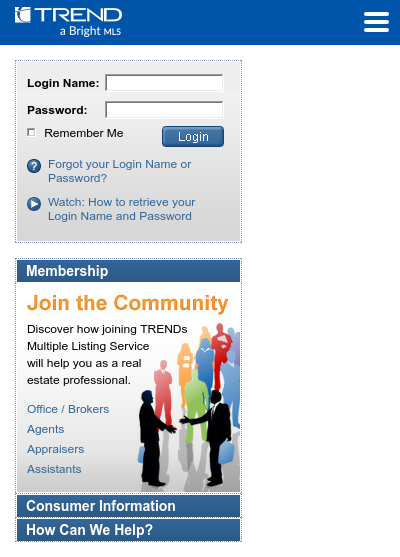 TREND
a Bright MLS
Login Name:
Password:
Remember Me
Login
Forgot your Login Name or
Password?
Watch: How to retrieve your
Login Name and Password
Membership
Join the Community
Discover how joining TRENDs
Multiple Listing Service
will help you as a real
estate professional.
Office / Brokers
Agents
Appraisers
Assistants
Consumer Information
How Can We Help?